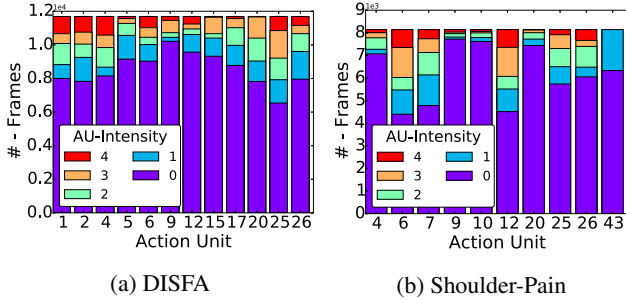 1.2 1e4
1.0
0.8
0.6
0.4
0.2
0.0
# - Frames
AU-Intensity
4 1
3 0
2
1 2 4 5 6 9 12 15 17 20 25 26
Action Unit
(a) DISFA
9 1e3
8
7
6
5
4
3
2
1
0
# - Frames
AU-Intensity
4 1
3 0
2
4 6 7 9 10 12 20 25 26 43
Action Unit
(b) Shoulder-Pain